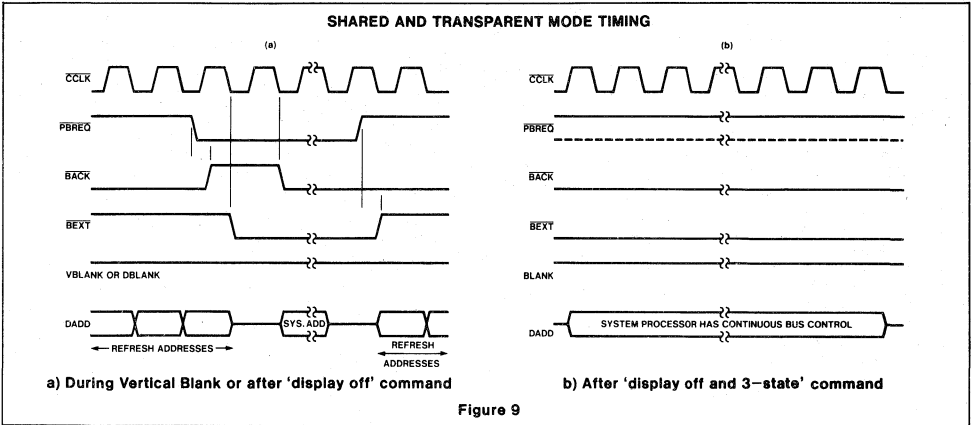 SHARED AND TRANSPARENT MODE TIMING
(a)
CCLK
PBREQ
BACK
BEXT
VBLANK OR DBLANK
DADD
SYS. ADD
REFRESH ADDRESSES
REFRESH
ADDRESSES
a) During Vertical Blank or after 'display off' command
(b)
CCLK
PBREQ
BACK
BEXT
BLANK
DADD
SYSTEM PROCESSOR HAS CONTINUOUS BUS CONTROL
b) After 'display off and 3-state' command
Figure 9